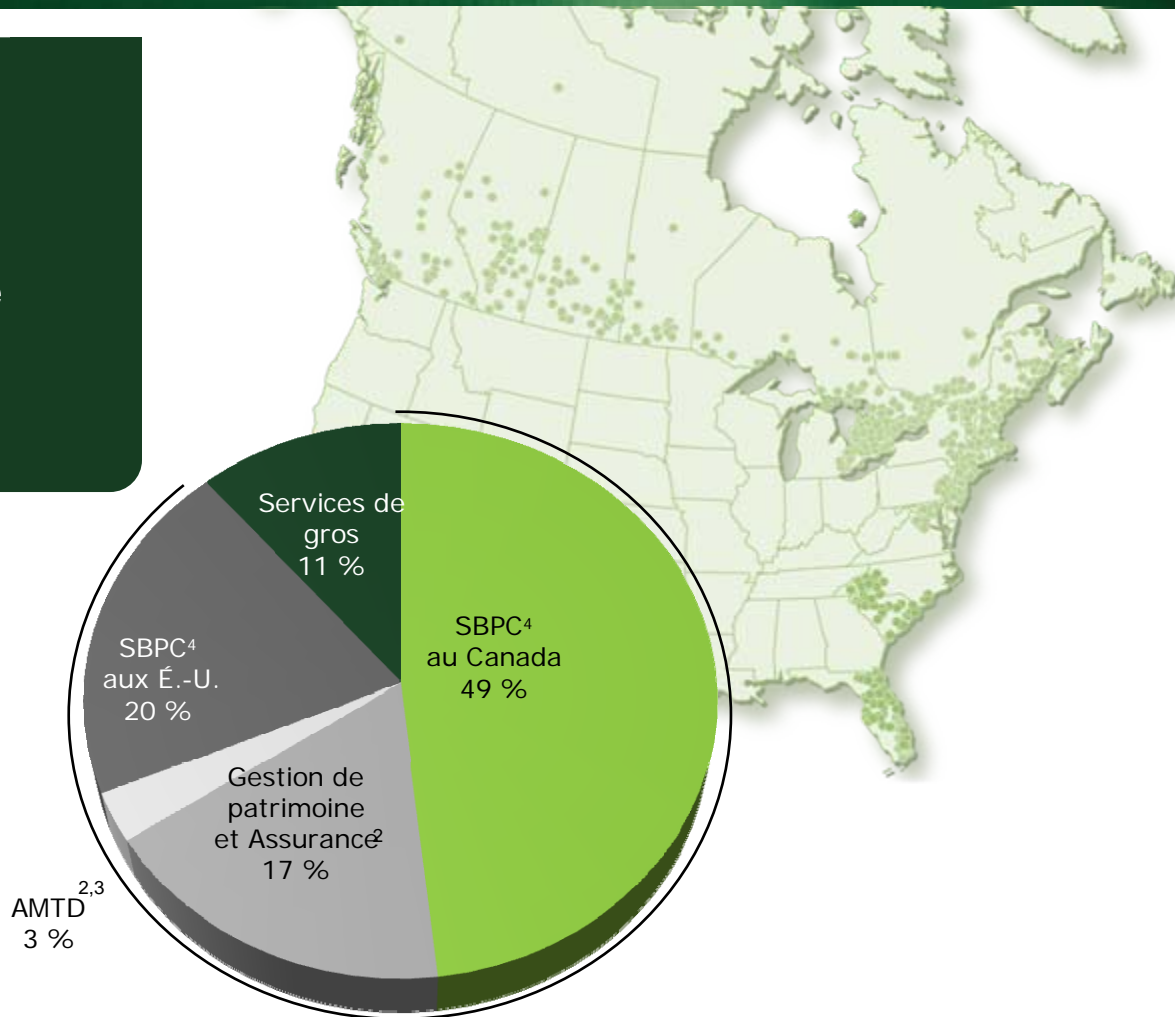 e
Services de
gros
11 %
SBPC⁴
au Canada
49 %
SBPC⁴
aux É.-U.
20 %
Gestion de
patrimoine
et Assurance²
17 %
AMTD²,³
3 %